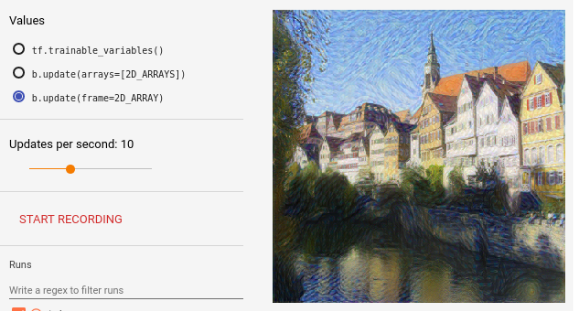 Values
tf.trainable_variables()
b.update(arrays=[2D_ARRAYS])
b.update(frame=2D_ARRAY)
Updates per second: 10
START RECORDING
Runs
Write a regex to filter runs